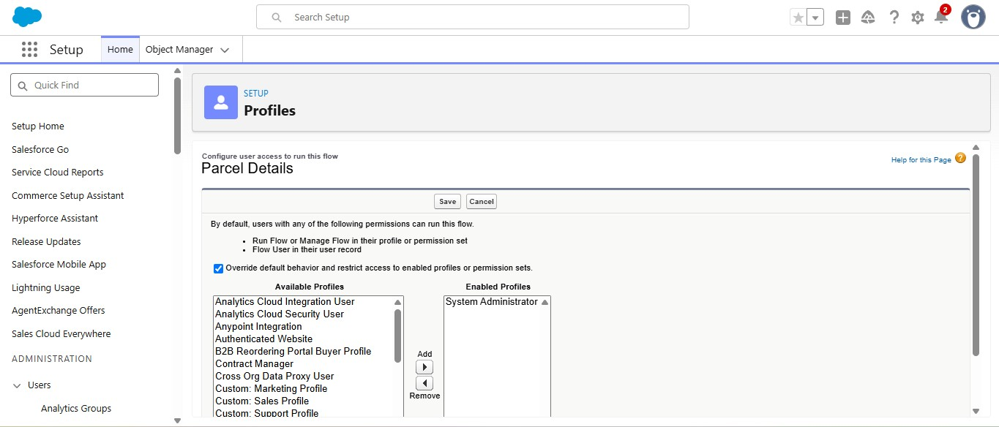 Search Setup
2
Setup
Home
Object Manager
Quick Find
Setup Home
Salesforce Go
Service Cloud Reports
Commerce Setup Assistant
Hyperforce Assistant
Release Updates
Salesforce Mobile App
Lightning Usage
AgentExchange Offers
Sales Cloud Everywhere
ADMINISTRATION
Users
Analytics Groups
SETUP
Profiles
Configure user access to run this flow
Parcel Details
Help for this Page ?
Save Cancel
By default, users with any of the following permissions can run this flow.
• Run Flow or Manage Flow in their profile or permission set
• Flow User in their user record
Override default behavior and restrict access to enabled profiles or permission sets.
Available Profiles
Analytics Cloud Integration User
Analytics Cloud Security User
Anypoint Integration
Authenticated Website
B2B Reordering Portal Buyer Profile
Contract Manager
Cross Org Data Proxy User
Custom: Marketing Profile
Custom: Sales Profile
Custom: Support Profile
Add
Remove
Enabled Profiles
System Administrator